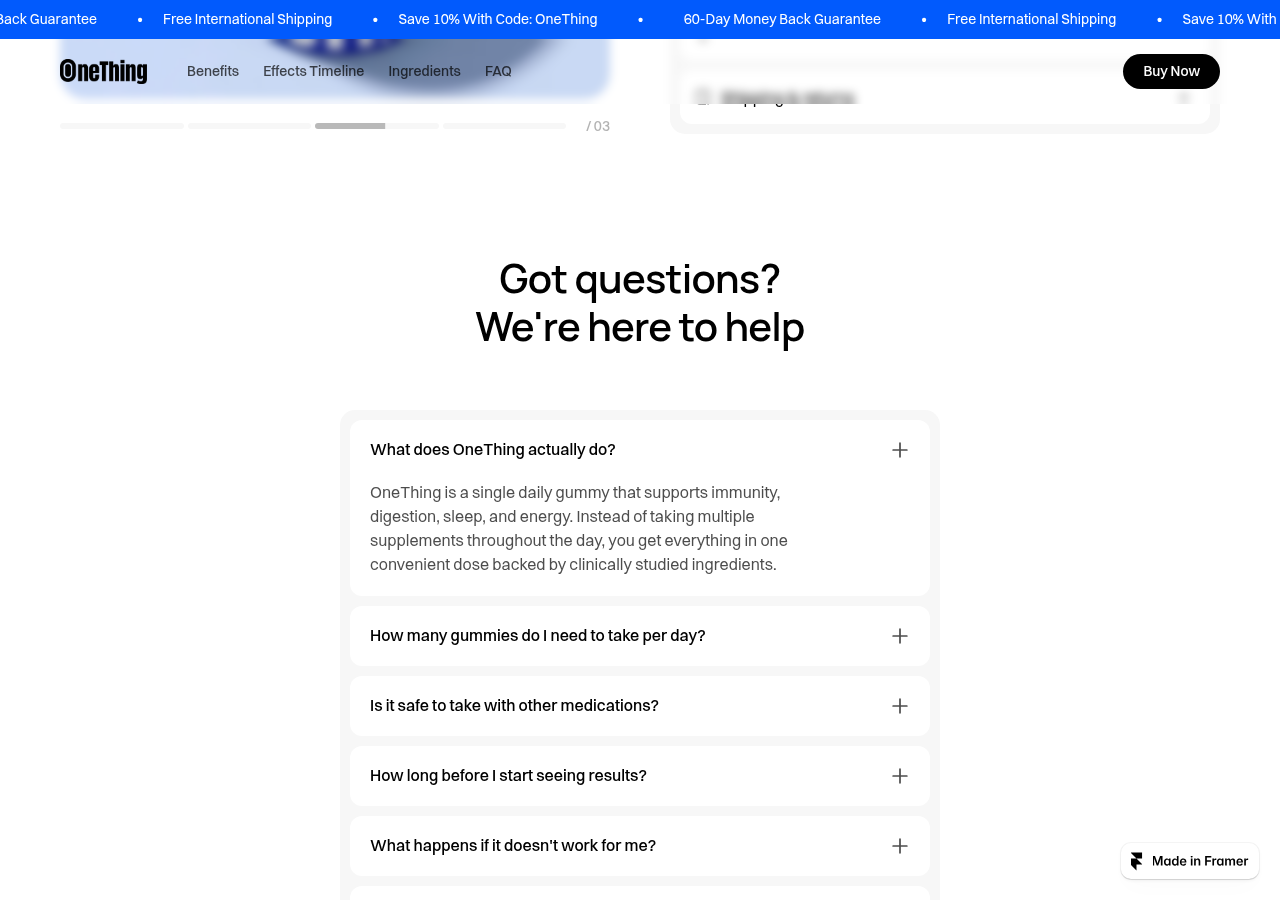 Back Guarantee • Free International Shipping • Save 10% With Code: OneThing • 60-Day Money Back Guarantee • Free International Shipping • Save 10% With
OneThing Benefits Effects Timeline Ingredients FAQ Buy Now
/ 03
Got questions?
We're here to help
What does OneThing actually do?
OneThing is a single daily gummy that supports immunity,
digestion, sleep, and energy. Instead of taking multiple
supplements throughout the day, you get everything in one
convenient dose backed by clinically studied ingredients.
How many gummies do I need to take per day?
Is it safe to take with other medications?
How long before I start seeing results?
What happens if it doesn't work for me?
Made in Framer